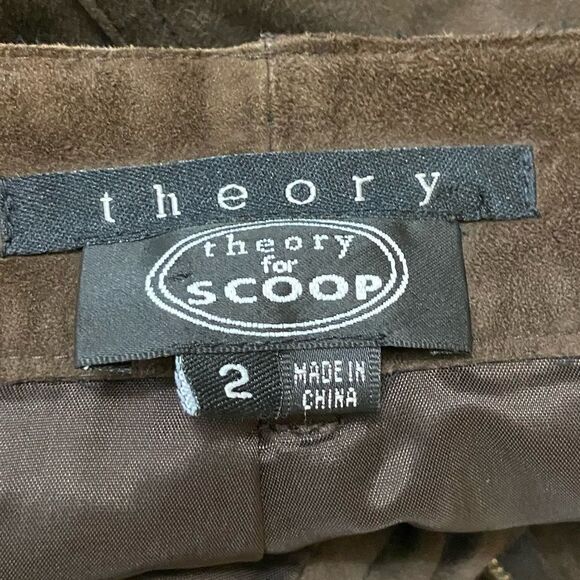 theory
theory
for
SCOOP
2
MADE IN
CHINA